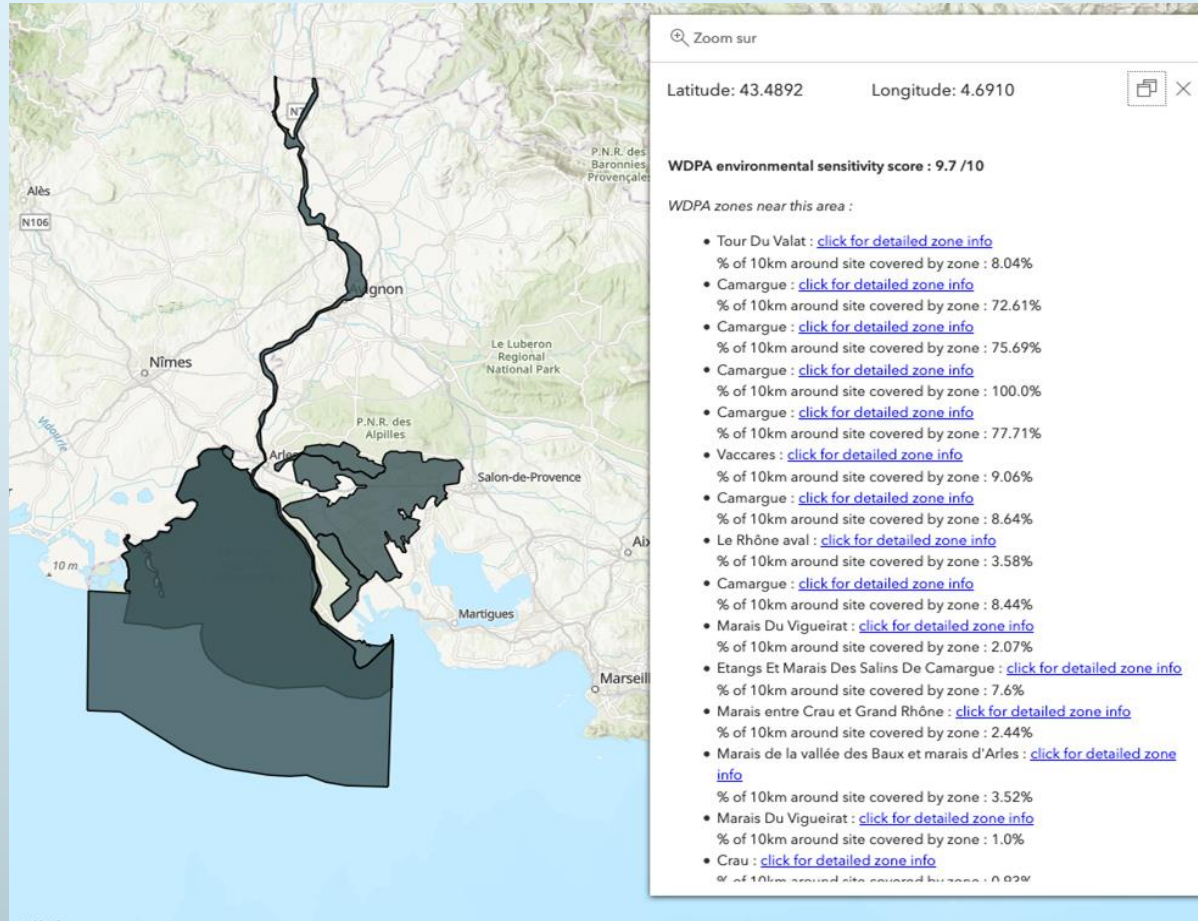 N7
P.N.R. des
Baronnies
Provençales
Alès
N106
Avignon
Le Luberon
Regional
National Park
Nîmes
Vidourle
P.N.R. des
Alpilles
Arles
Salon-de-Provence
Aix
10 m
Martigues
Marseill
Zoom sur
Latitude: 43.4892 Longitude: 4.6910
WDPA environmental sensitivity score : 9.7 /10
WDPA zones near this area :
• Tour Du Valat : click for detailed zone info
% of 10km around site covered by zone : 8.04%
• Camargue : click for detailed zone info
% of 10km around site covered by zone : 72.61%
• Camargue : click for detailed zone info
% of 10km around site covered by zone : 75.69%
• Camargue : click for detailed zone info
% of 10km around site covered by zone : 100.0%
• Camargue : click for detailed zone info
% of 10km around site covered by zone : 77.71%
• Vaccares : click for detailed zone info
% of 10km around site covered by zone : 9.06%
• Camargue : click for detailed zone info
% of 10km around site covered by zone : 8.64%
• Le Rhône aval : click for detailed zone info
% of 10km around site covered by zone : 3.58%
• Camargue : click for detailed zone info
% of 10km around site covered by zone : 8.44%
• Marais Du Vigueirat : click for detailed zone info
% of 10km around site covered by zone : 2.07%
• Etangs Et Marais Des Salins De Camargue : click for detailed zone info
% of 10km around site covered by zone : 7.6%
• Marais entre Crau et Grand Rhône : click for detailed zone info
% of 10km around site covered by zone : 2.44%
• Marais de la vallée des Baux et marais d'Arles : click for detailed zone
info
% of 10km around site covered by zone : 3.52%
• Marais Du Vigueirat : click for detailed zone info
% of 10km around site covered by zone : 1.0%
• Crau : click for detailed zone info
% of 10km around site covered by zone : 0.93%